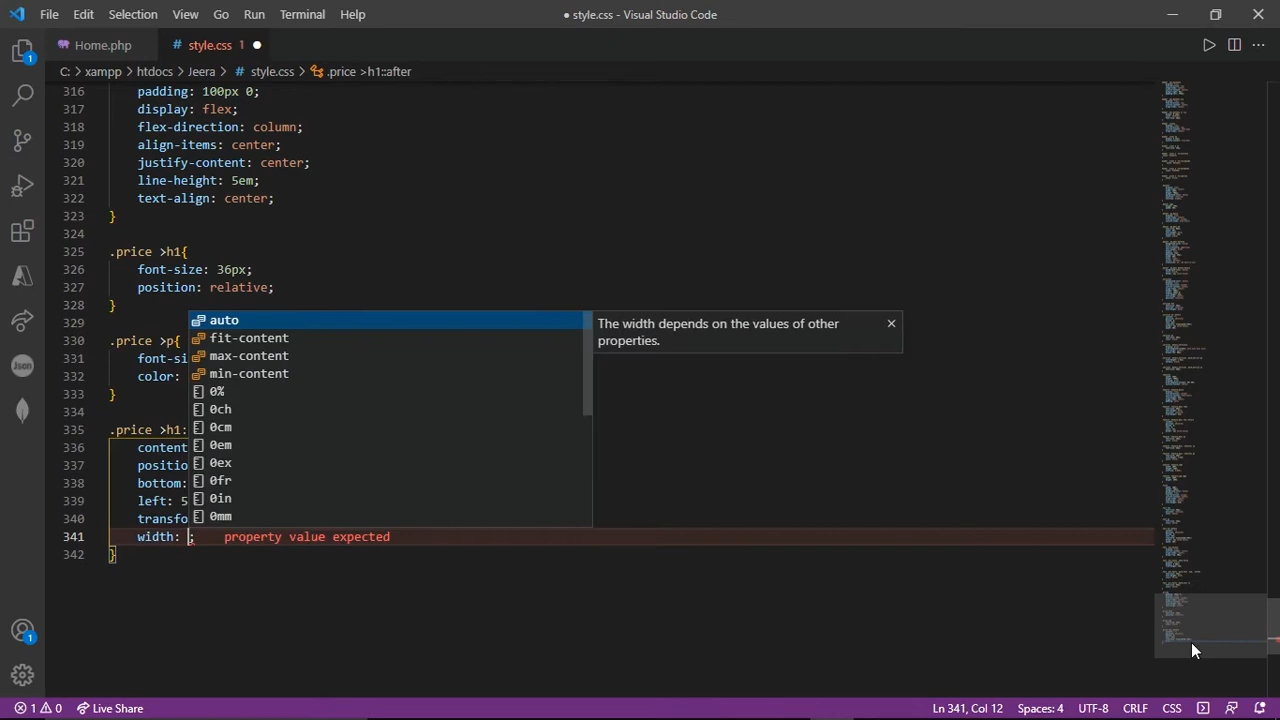 File Edit Selection View Go Run Terminal Help ● style.css - Visual Studio Code
Home.php # style.css 1 ●
C: > xampp > htdocs > Jeera > # style.css > .price >h1::after
316 padding: 100px 0;
317 display: flex;
318 flex-direction: column;
319 align-items: center;
320 justify-content: center;
321 line-height: 5em;
322 text-align: center;
323 }
324
325 .price >h1{
326 font-size: 36px;
327 position: relative;
328 }
329 auto The width depends on the values of other
fit-content properties.
330 .price >p{
331 font-si max-content
332 color: min-content
333 } 0%
334 0ch
335 .price >h1: 0cm
336 content 0em
337 positio 0ex
338 bottom: 0fr
339 left: 5 0in
340 transfo 0mm
341 width: ; property value expected
342 }
1 0 Live Share Ln 341, Col 12 Spaces: 4 UTF-8 CRLF CSS
1
1
Json